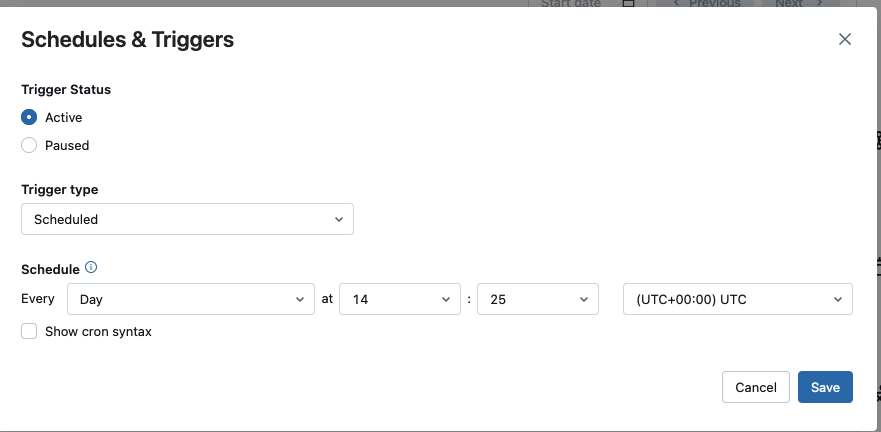 Start date
Previous
Next
Schedules & Triggers
Trigger Status
Active
Paused
Trigger type
Scheduled
Schedule
Every Day at 14 : 25 (UTC+00:00) UTC
Show cron syntax
Cancel Save